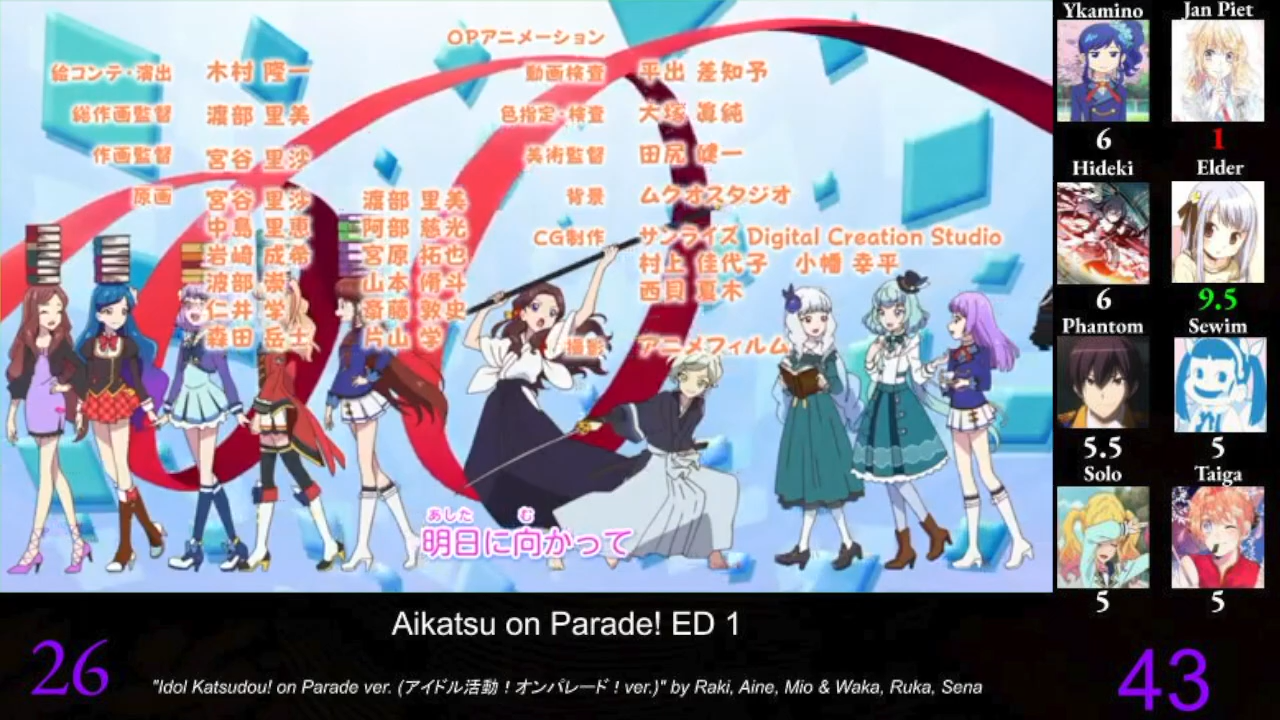 OPアニメーション
絵コンテ・演出 木村 隆一
動画検査 平出 差知予
総作画監督 渡部 里美
色指定・検査 大塚 眞純
作画監督 宮谷 里沙
美術監督 田尻 健一
原画 宮谷 里沙 渡部 里美
背景 ムクオスタジオ
中島 里恵 阿部 慈光
CG制作 サンライズ Digital Creation Studio
岩崎 成希 宮原 拓也
村上 佳代子 小幡 幸平
波部 崇 山本 脩斗
西貝 夏木
仁井 学 斎藤 敦史
森田 岳士 片山 学
撮影 アニメフィルム
あした む
明日に向かって
Ykamino Jan Piet
6 1
Hideki Elder
6 9.5
Phantom Sewim
5.5 5
Solo Taiga
5 5
Aikatsu on Parade! ED 1
26 43
"Idol Katsudou! on Parade ver. (アイドル活動！オンパレード！ver.)" by Raki, Aine, Mio & Waka, Ruka, Sena